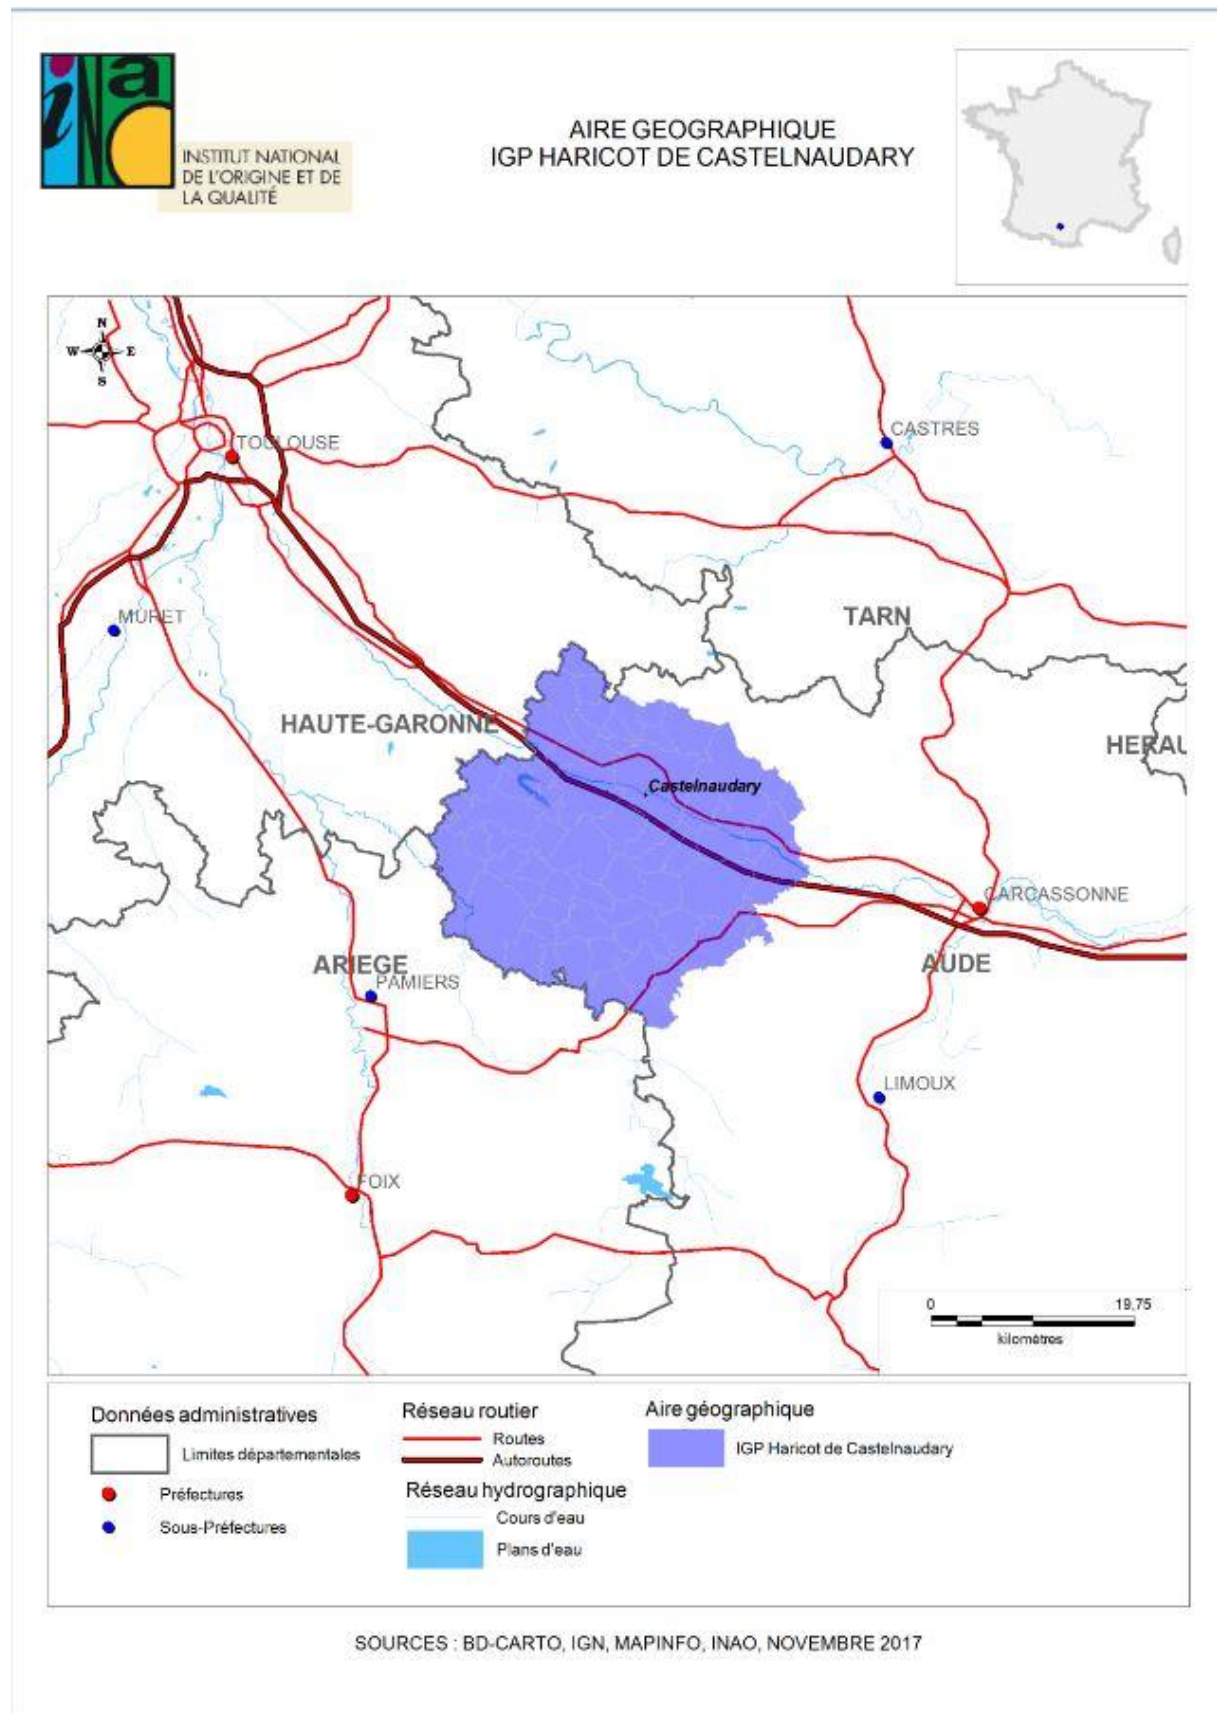 iNAO
INSTITUT NATIONAL
DE L'ORIGINE ET DE
LA QUALITÉ
AIRE GEOGRAPHIQUE
IGP HARICOT DE CASTELNAUDARY
N
W E
S
TOULOUSE
CASTRES
MURET
TARN
HAUTE-GARONNE
HERAU
Castelnaudary
CARCASSONNE
ARIEGE
AUDE
PAMIERS
LIMOUX
FOIX
0 19,75
kilomètres
Données administratives
Limites départementales
Préfectures
Sous-Préfectures
Réseau routier
Routes
Autoroutes
Réseau hydrographique
Cours d'eau
Plans d'eau
Aire géographique
IGP Haricot de Castelnaudary
SOURCES : BD-CARTO, IGN, MAPINFO, INAO, NOVEMBRE 2017